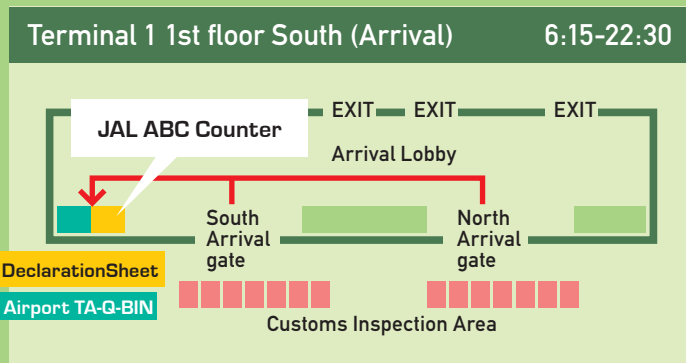 Terminal 1 1st floor South (Arrival) 6:15-22:30
EXIT EXIT EXIT
JAL ABC Counter
Arrival Lobby
South
Arrival
gate
North
Arrival
gate
DeclarationSheet
Airport TA-Q-BIN
Customs Inspection Area